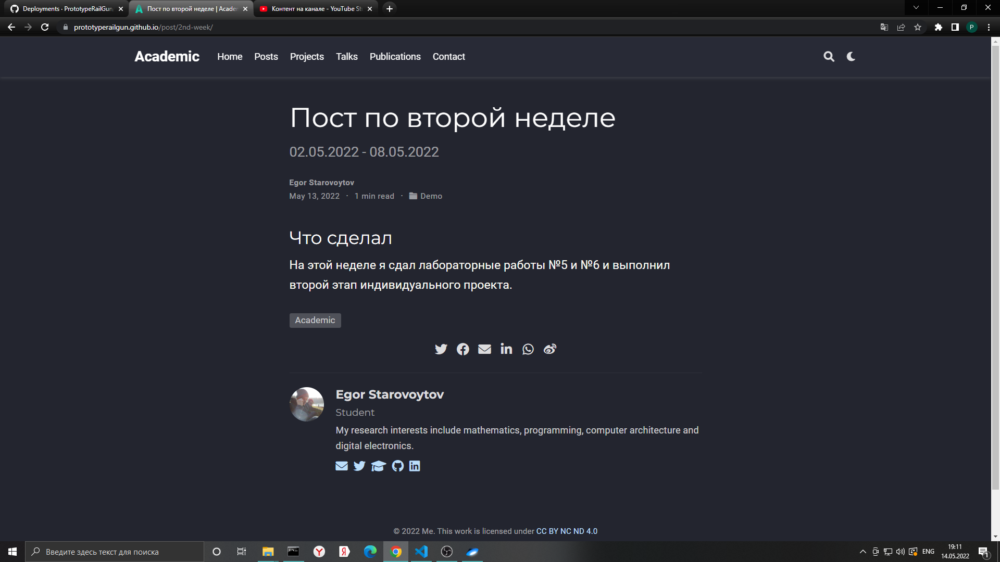 Deployments · PrototypeRailGun
Пост по второй неделе | Academ
Контент на канале - YouTube St
prototyperailgun.github.io/post/2nd-week/
P
Academic
Home
Posts
Projects
Talks
Publications
Contact
Пост по второй неделе
02.05.2022 - 08.05.2022
Egor Starovoytov
May 13, 2022 · 1 min read · Demo
Что сделал
На этой неделе я сдал лабораторные работы №5 и №6 и выполнил
второй этап индивидуального проекта.
Academic
Egor Starovoytov
Student
My research interests include mathematics, programming, computer architecture and
digital electronics.
© 2022 Me. This work is licensed under CC BY NC ND 4.0
Введите здесь текст для поиска
ENG
19:11
14.05.2022
1